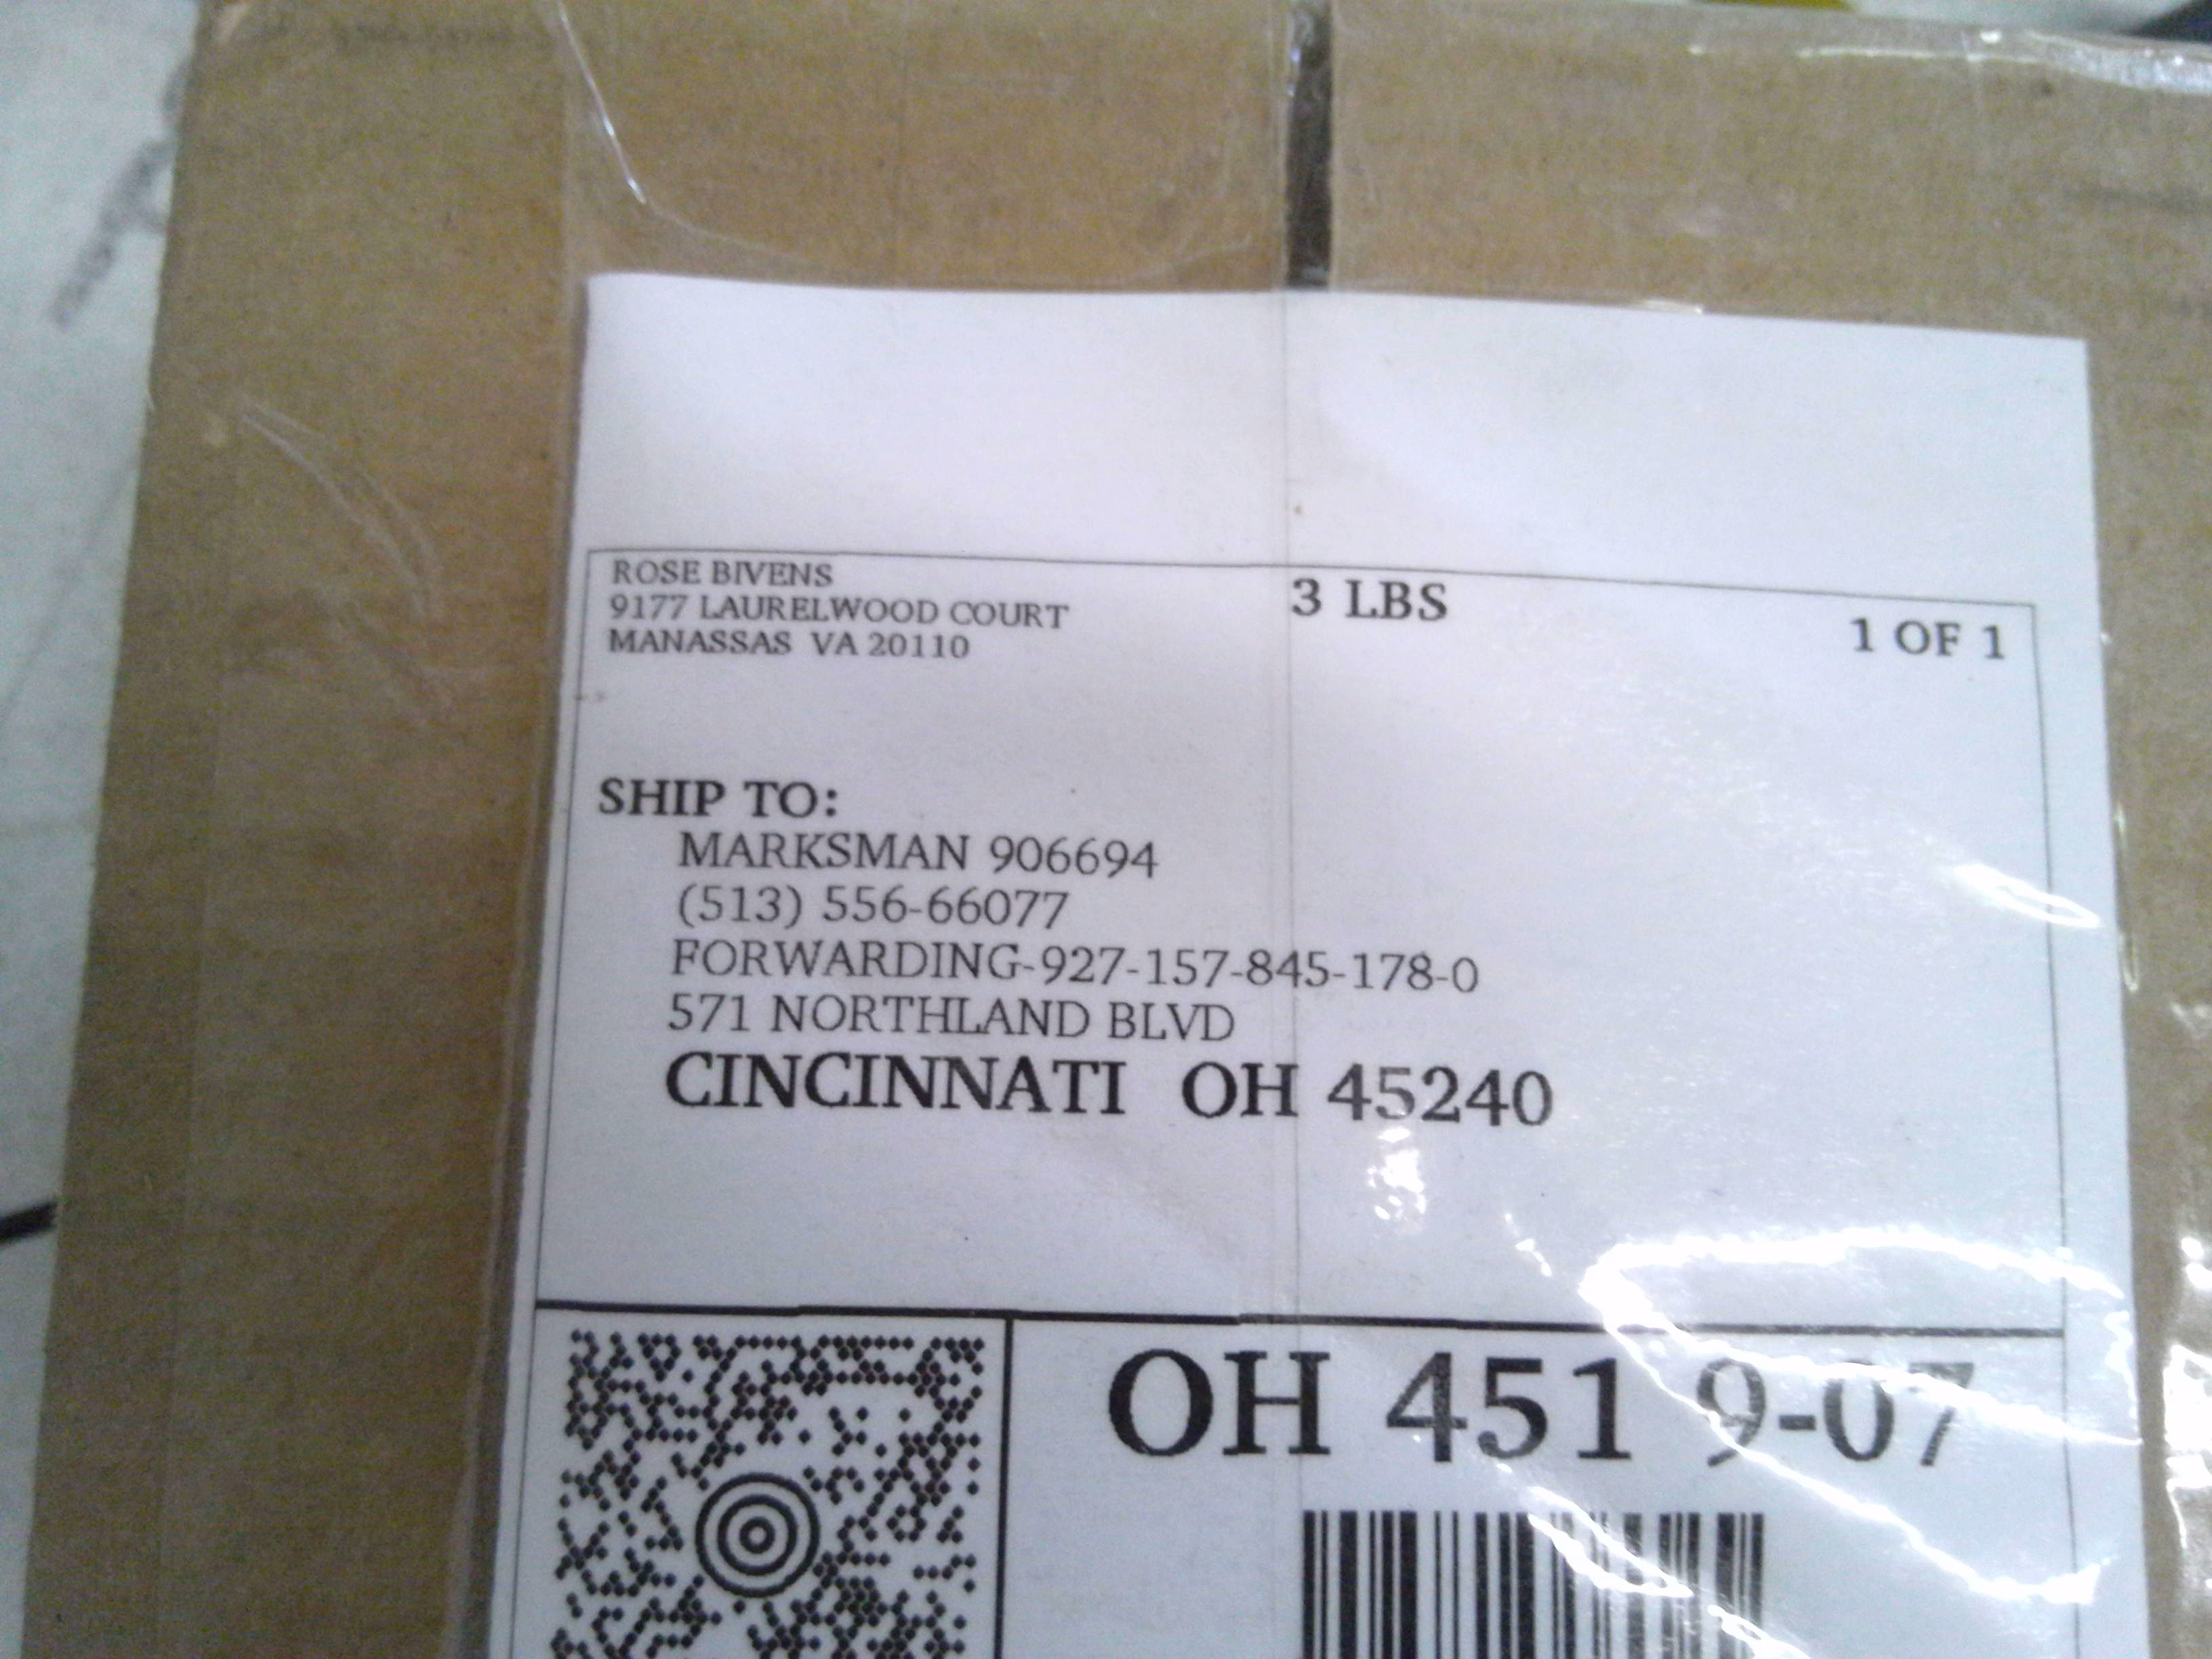 ROSE BIVENS
9177 LAURELWOOD COURT
MANASSAS VA 20110
3 LBS
1 OF 1
SHIP TO:
MARKSMAN 906694
(513) 556-66077
FORWARDING-927-157-845-178-0
571 NORTHLAND BLVD
CINCINNATI OH 45240
OH 451 9-07